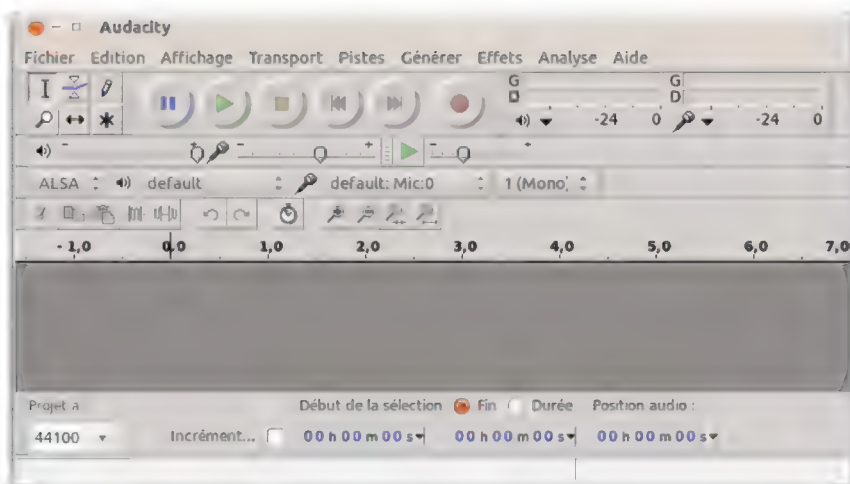 Audacity
Fichier Edition Affichage Transport Pistes Générer Effets Analyse Aide
G
D
-24 0
G
D
-24 0
- +
- +
- +
ALSA default default: Mic:0 1 (Mono)
- 1,0 0,0 1,0 2,0 3,0 4,0 5,0 6,0 7,0
Projet a Début de la sélection Fin Durée Position audio :
44100 Incrément... 00 h 00 m 00 s 00 h 00 m 00 s 00 h 00 m 00 s